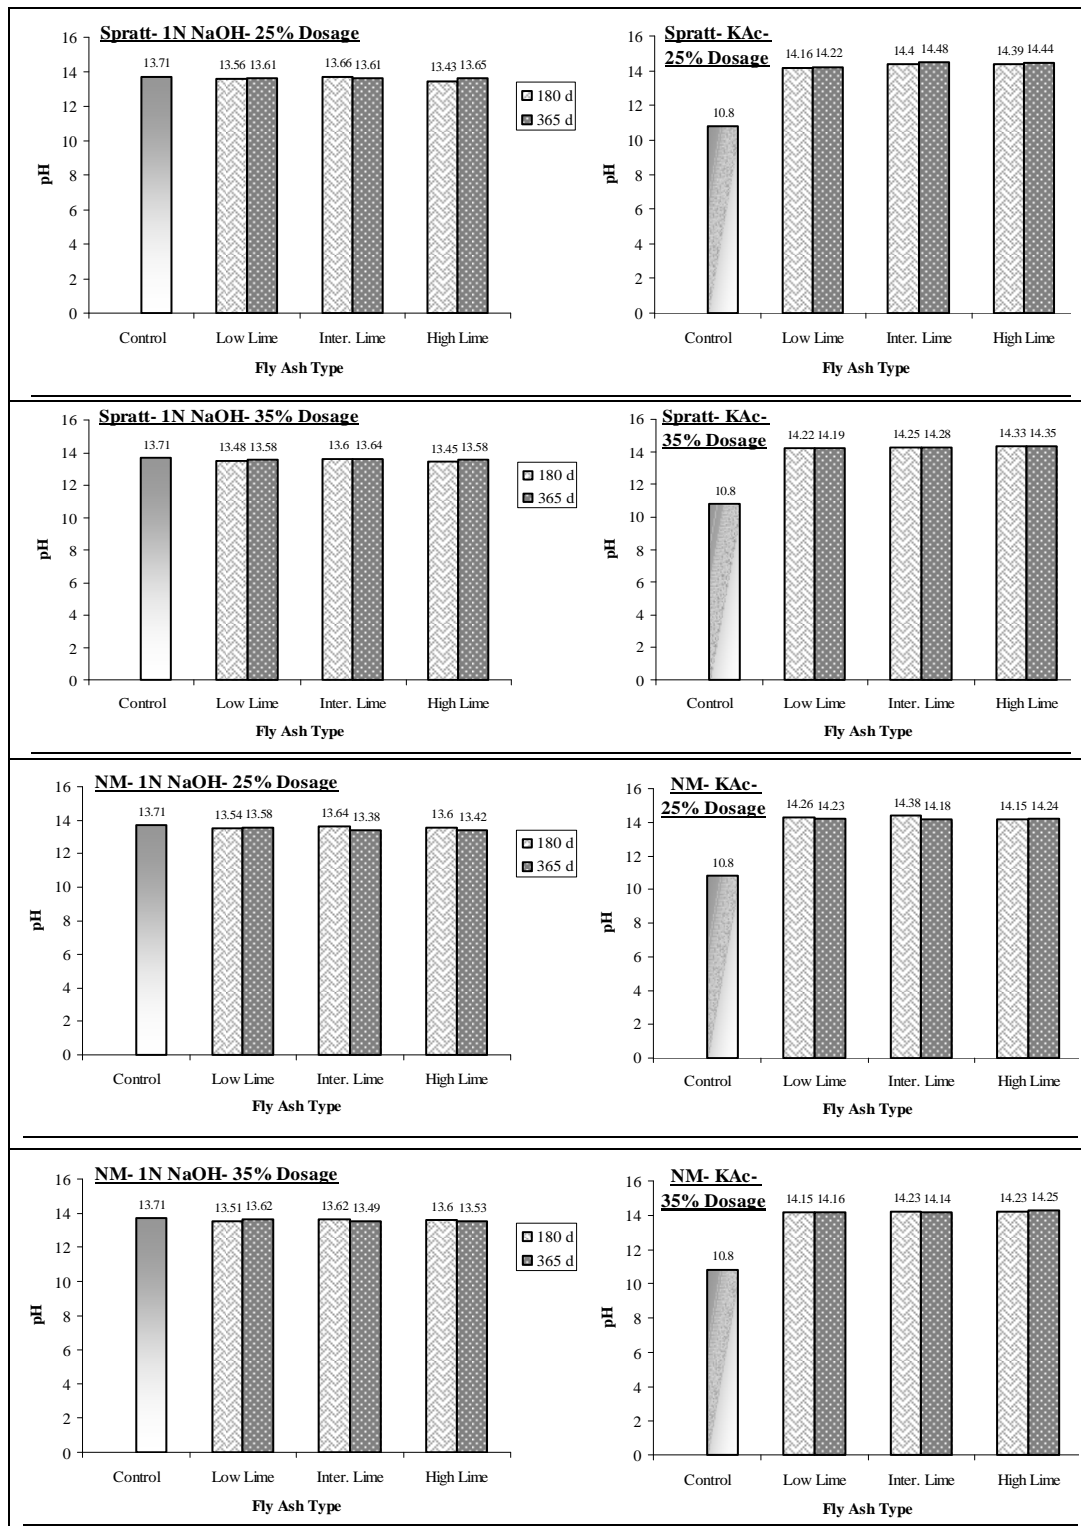 Spratt- 1N NaOH- 25% Dosage
16
14
12
10
8
6
4
2
0
pH
13.71
13.56 13.61
13.66 13.61
13.43 13.65
180 d
365 d
Control Low Lime Inter. Lime High Lime
Fly Ash Type
Spratt- KAc-
25% Dosage
16
14
12
10
8
6
4
2
0
pH
10.8
14.16 14.22
14.4 14.48
14.39 14.44
Control Low Lime Inter. Lime High Lime
Fly Ash Type
Spratt- 1N NaOH- 35% Dosage
16
14
12
10
8
6
4
2
0
pH
13.71
13.48 13.58
13.6 13.64
13.45 13.58
180 d
365 d
Control Low Lime Inter. Lime High Lime
Fly Ash Type
Spratt- KAc-
35% Dosage
16
14
12
10
8
6
4
2
0
pH
10.8
14.22 14.19
14.25 14.28
14.33 14.35
Control Low Lime Inter. Lime High Lime
Fly Ash Type
NM- 1N NaOH- 25% Dosage
16
14
12
10
8
6
4
2
0
pH
13.71
13.54 13.58
13.64 13.38
13.6 13.42
180 d
365 d
Control Low Lime Inter. Lime High Lime
Fly Ash Type
NM- KAc-
25% Dosage
16
14
12
10
8
6
4
2
0
pH
10.8
14.26 14.23
14.38 14.18
14.15 14.24
Control Low Lime Inter. Lime High Lime
Fly Ash Type
NM- 1N NaOH- 35% Dosage
16
14
12
10
8
6
4
2
0
pH
13.71
13.51 13.62
13.62 13.49
13.6 13.53
180 d
365 d
Control Low Lime Inter. Lime High Lime
Fly Ash Type
NM- KAc-
35% Dosage
16
14
12
10
8
6
4
2
0
pH
10.8
14.15 14.16
14.23 14.14
14.23 14.25
Control Low Lime Inter. Lime High Lime
Fly Ash Type